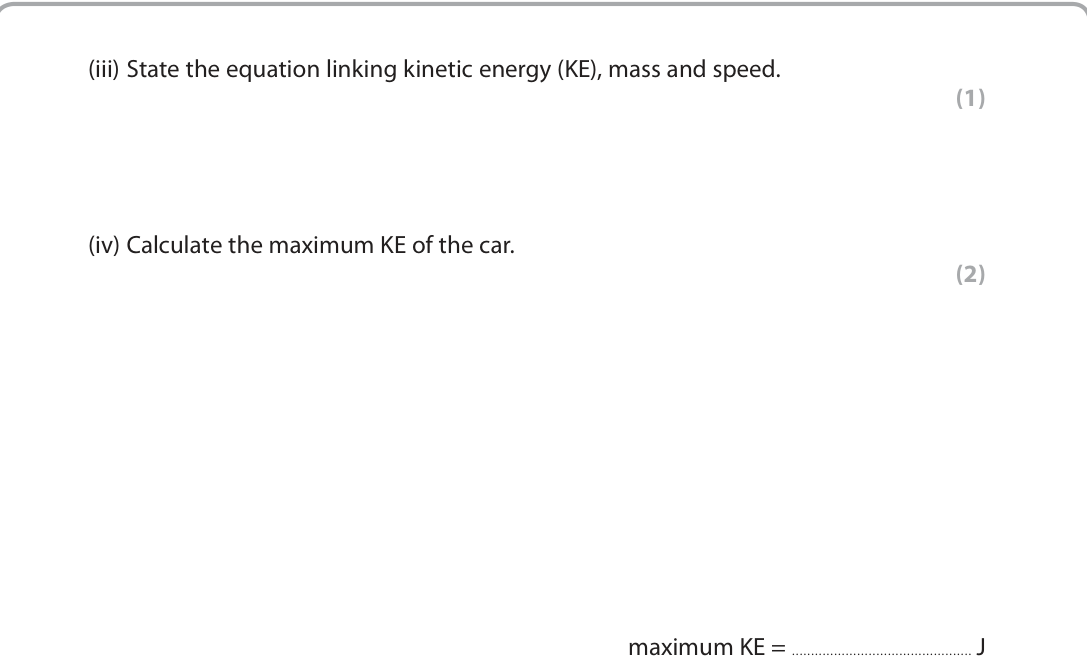 (iii) State the equation linking kinetic energy (KE), mass and speed.
(1)
(iv) Calculate the maximum KE of the car.
(2)
maximum KE = .............................................. J